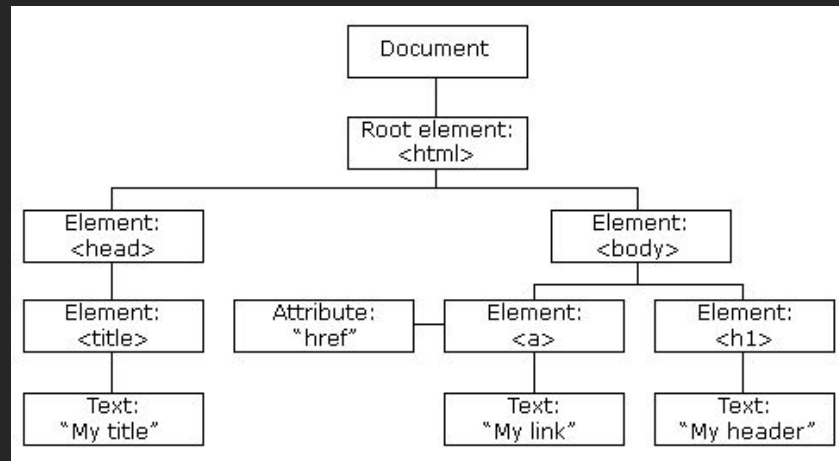 Document
Root element:
<html>
Element:
<head>
Element:
<body>
Element:
<title>
Attribute:
"href"
Element:
<a>
Element:
<h1>
Text:
"My title"
Text:
"My link"
Text:
"My header"